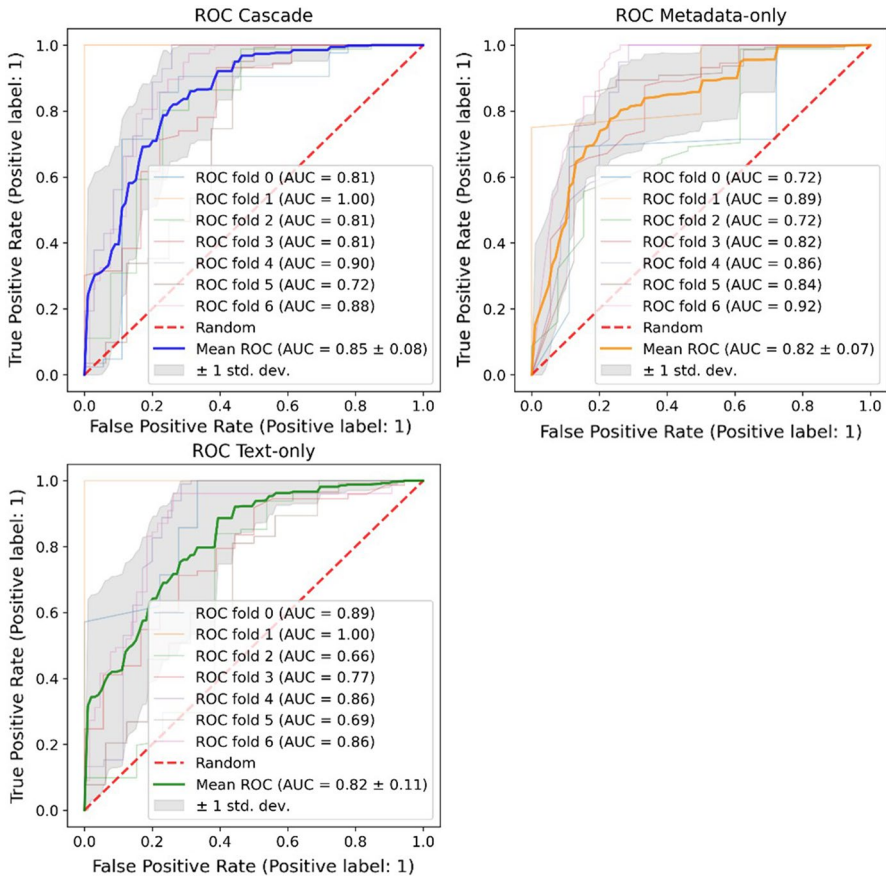 ROC Cascade
True Positive Rate (Positive label: 1)
1.0
0.8
0.6
0.4
0.2
0.0
ROC fold 0 (AUC = 0.81)
ROC fold 1 (AUC = 1.00)
ROC fold 2 (AUC = 0.81)
ROC fold 3 (AUC = 0.81)
ROC fold 4 (AUC = 0.90)
ROC fold 5 (AUC = 0.72)
ROC fold 6 (AUC = 0.88)
Random
Mean ROC (AUC = 0.85 ± 0.08)
± 1 std. dev.
0.0 0.2 0.4 0.6 0.8 1.0
False Positive Rate (Positive label: 1)
ROC Metadata-only
True Positive Rate (Positive label: 1)
1.0
0.8
0.6
0.4
0.2
0.0
ROC fold 0 (AUC = 0.72)
ROC fold 1 (AUC = 0.89)
ROC fold 2 (AUC = 0.72)
ROC fold 3 (AUC = 0.82)
ROC fold 4 (AUC = 0.86)
ROC fold 5 (AUC = 0.84)
ROC fold 6 (AUC = 0.92)
Random
Mean ROC (AUC = 0.82 ± 0.07)
± 1 std. dev.
0.0 0.2 0.4 0.6 0.8 1.0
False Positive Rate (Positive label: 1)
ROC Text-only
True Positive Rate (Positive label: 1)
1.0
0.8
0.6
0.4
0.2
0.0
ROC fold 0 (AUC = 0.89)
ROC fold 1 (AUC = 1.00)
ROC fold 2 (AUC = 0.66)
ROC fold 3 (AUC = 0.77)
ROC fold 4 (AUC = 0.86)
ROC fold 5 (AUC = 0.69)
ROC fold 6 (AUC = 0.86)
Random
Mean ROC (AUC = 0.82 ± 0.11)
± 1 std. dev.
0.0 0.2 0.4 0.6 0.8 1.0
False Positive Rate (Positive label: 1)